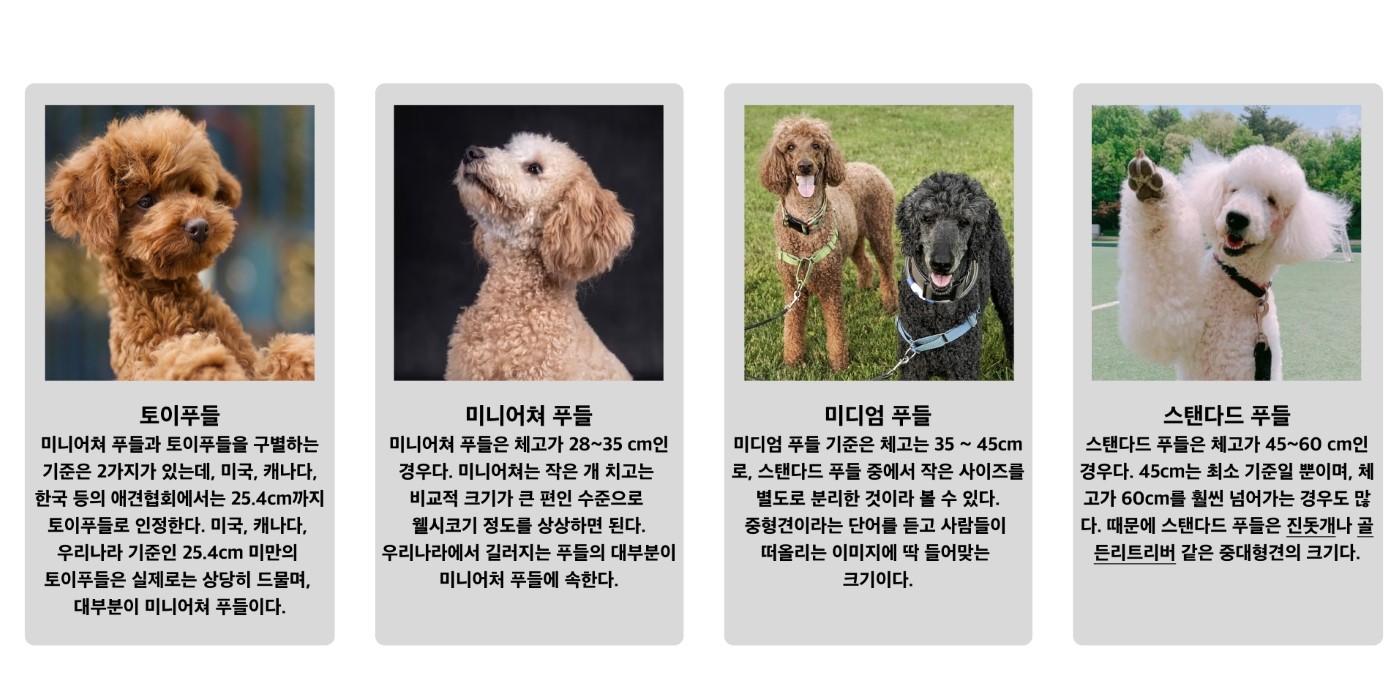 토이푸들
미니어쳐 푸들과 토이푸들을 구별하는
기준은 2가지가 있는데, 미국, 캐나다,
한국 등의 애견협회에서는 25.4cm까지
토이푸들로 인정한다. 미국, 캐나다,
우리나라 기준인 25.4cm 미만의
토이푸들은 실제로는 상당히 드물며,
대부분이 미니어쳐 푸들이다.
미니어쳐 푸들
미니어쳐 푸들은 체고가 28~35 cm인
경우다. 미니어쳐는 작은 개 치고는
비교적 크기가 큰 편인 수준으로
웰시코기 정도를 상상하면 된다.
우리나라에서 길러지는 푸들의 대부분이
미니어처 푸들에 속한다.
미디엄 푸들
미디엄 푸들 기준은 체고는 35 ~ 45cm
로, 스탠다드 푸들 중에서 작은 사이즈를
별도로 분리한 것이라 볼 수 있다.
중형견이라는 단어를 듣고 사람들이
떠올리는 이미지에 딱 들어맞는
크기이다.
스탠다드 푸들
스탠다드 푸들은 체고가 45~60 cm인
경우다. 45cm는 최소 기준일 뿐이며, 체
고가 60cm를 훨씬 넘어가는 경우도 많
다. 때문에 스탠다드 푸들은 진돗개나 골
든리트리버 같은 중대형견의 크기다.